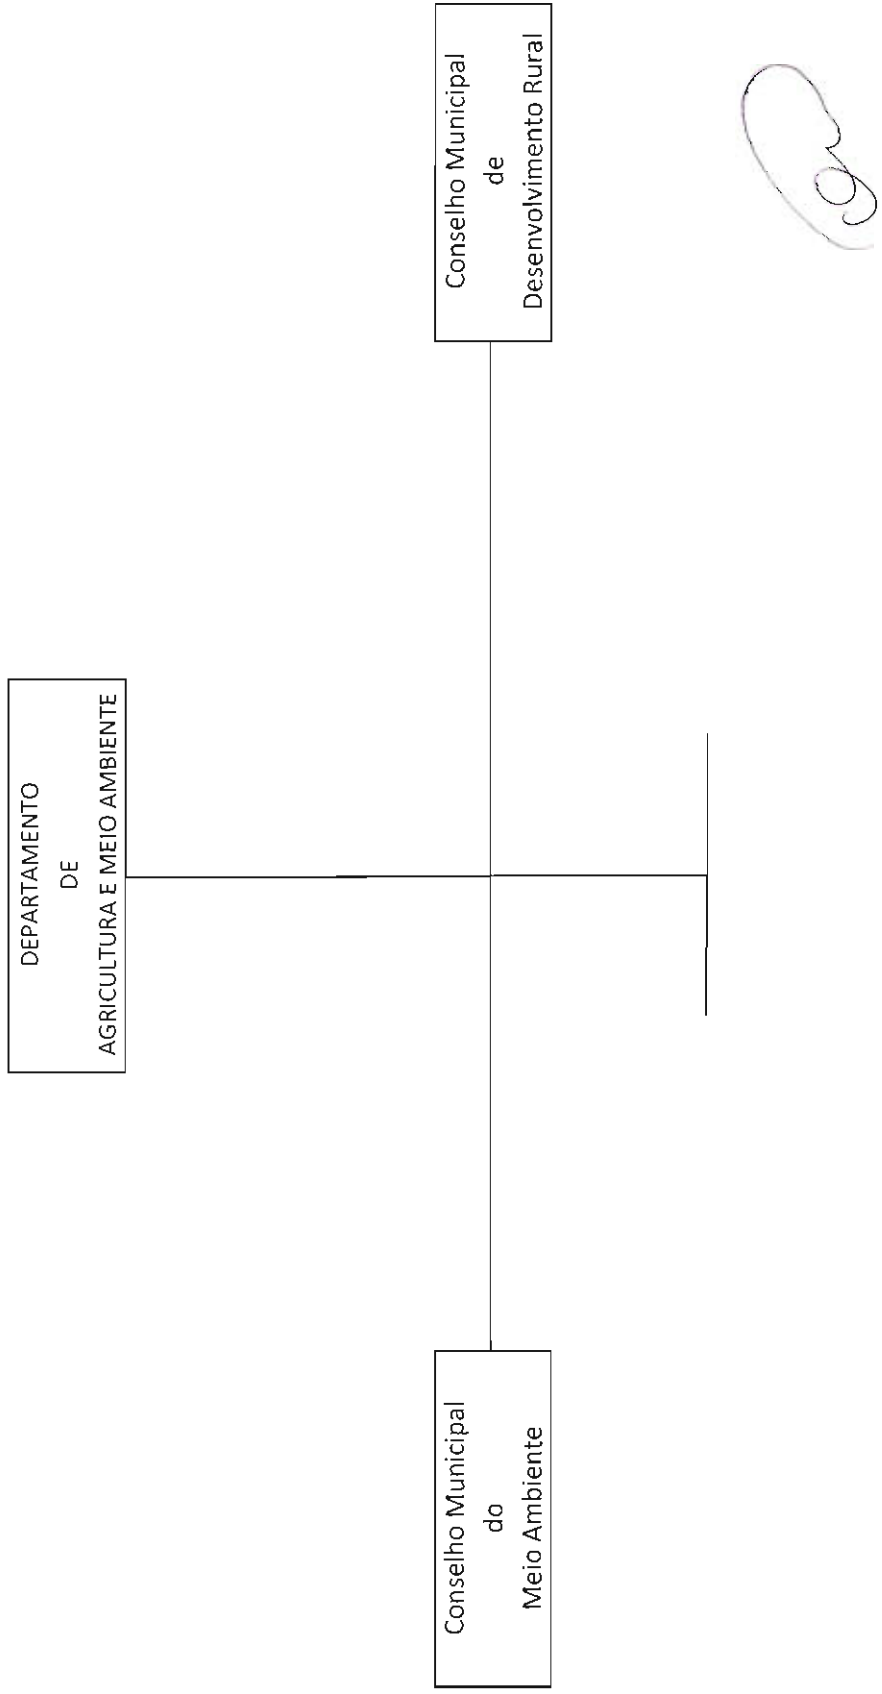 DEPARTAMENTO
DE
AGRICULTURA E MEIO AMBIENTE
Conselho Municipal
do
Meio Ambiente
Conselho Municipal
de
Desenvolvimento Rural